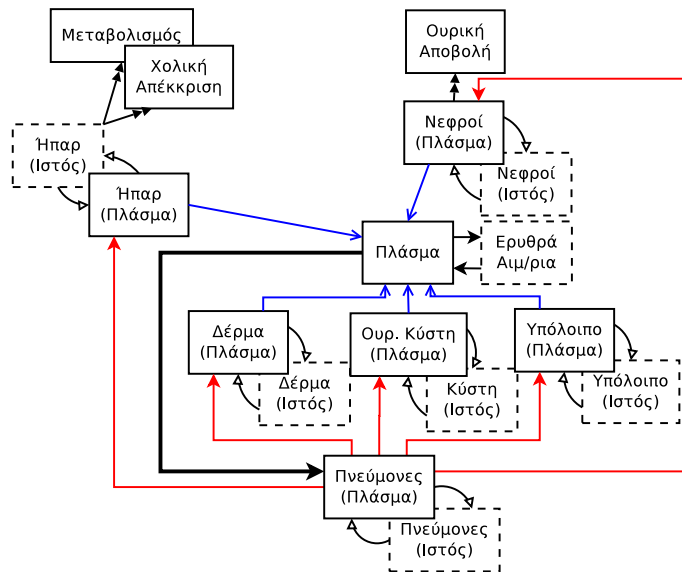 Μεταβολισμός
Χολική
Απέκκριση
Ουρική
Αποβολή
Ήπαρ
(Ιστός)
Ήπαρ
(Πλάσμα)
Νεφροί
(Πλάσμα)
Νεφροί
(Ιστός)
Πλάσμα
Ερυθρά
Αιμ/ρια
Δέρμα
(Πλάσμα)
Δέρμα
(Ιστός)
Ουρ. Κύστη
(Πλάσμα)
Κύστη
(Ιστός)
Υπόλοιπο
(Πλάσμα)
Υπόλοιπο
(Ιστός)
Πνεύμονες
(Πλάσμα)
Πνεύμονες
(Ιστός)